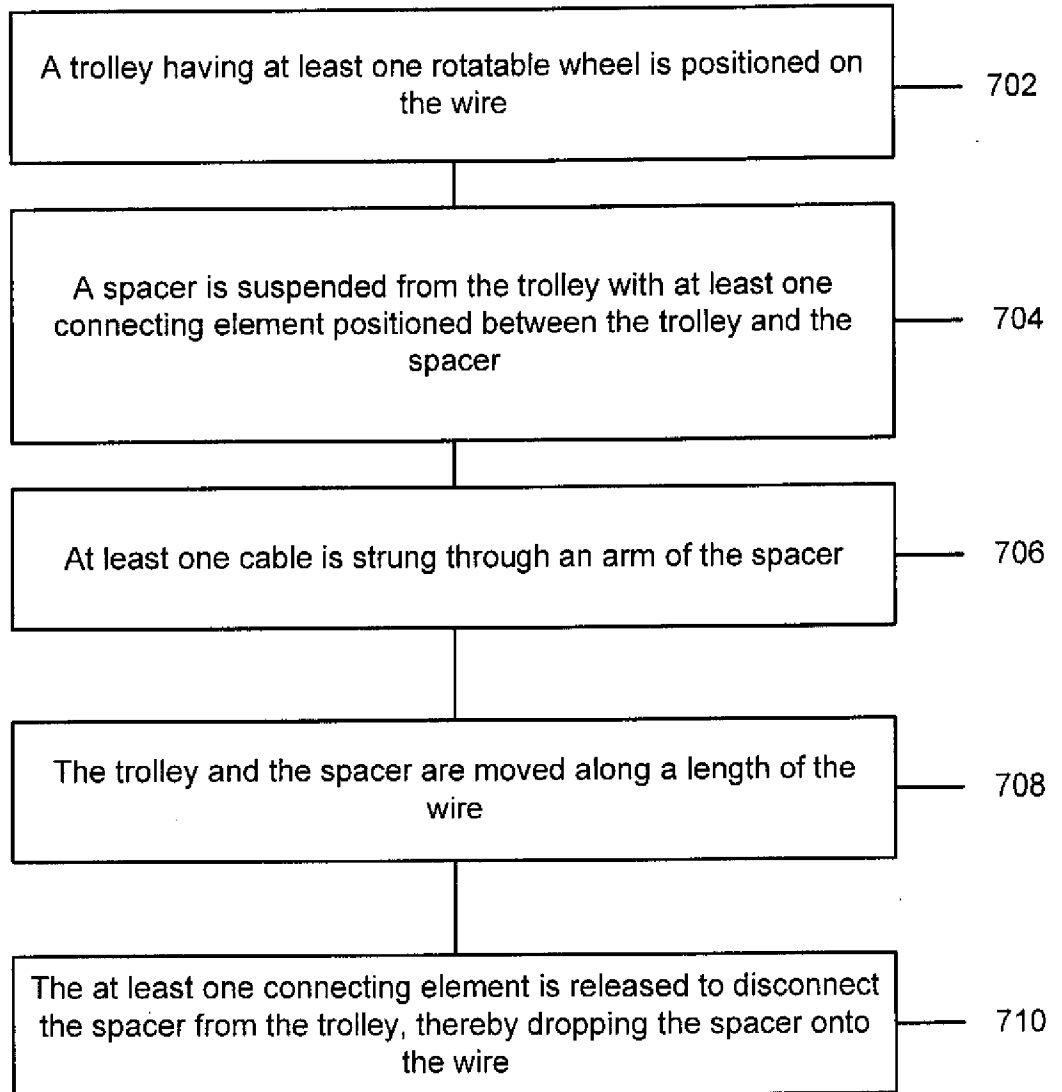 A trolley having at least one rotatable wheel is positioned on
the wire
702
A spacer is suspended from the trolley with at least one
connecting element positioned between the trolley and the
spacer
704
At least one cable is strung through an arm of the spacer
706
The trolley and the spacer are moved along a length of the
wire
708
The at least one connecting element is released to disconnect
the spacer from the trolley, thereby dropping the spacer onto
the wire
710